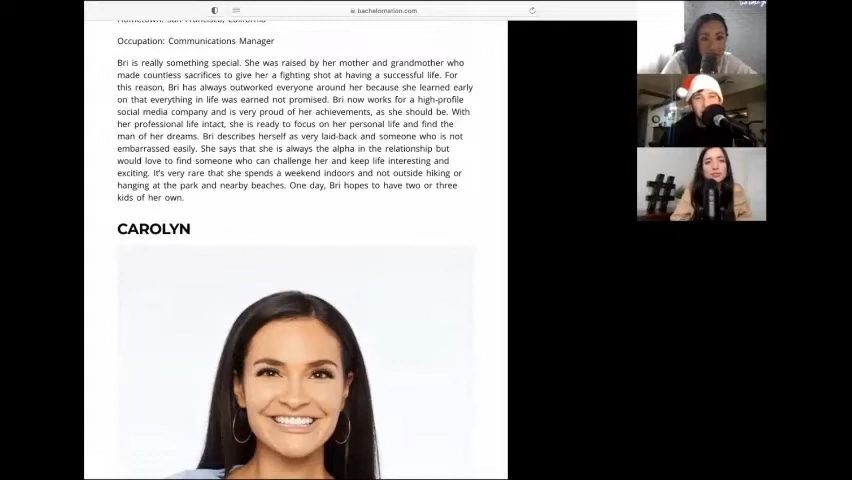 bachelornation.com
Hometown: San Francisco, California
Occupation: Communications Manager
Bri is really something special. She was raised by her mother and grandmother who
made countless sacrifices to give her a fighting shot at having a successful life. For
this reason, Bri has always outworked everyone around her because she learned early
on that everything in life was earned not promised. Bri now works for a high-profile
social media company and is very proud of her achievements, as she should be. With
her professional life intact, she is ready to focus on her personal life and find the
man of her dreams. Bri describes herself as very laid-back and someone who is not
embarrassed easily. She says that she is always the alpha in the relationship but
would love to find someone who can challenge her and keep life interesting and
exciting. It's very rare that she spends a weekend indoors and not outside hiking or
hanging at the park and nearby beaches. One day, Bri hopes to have two or three
kids of her own.
CAROLYN